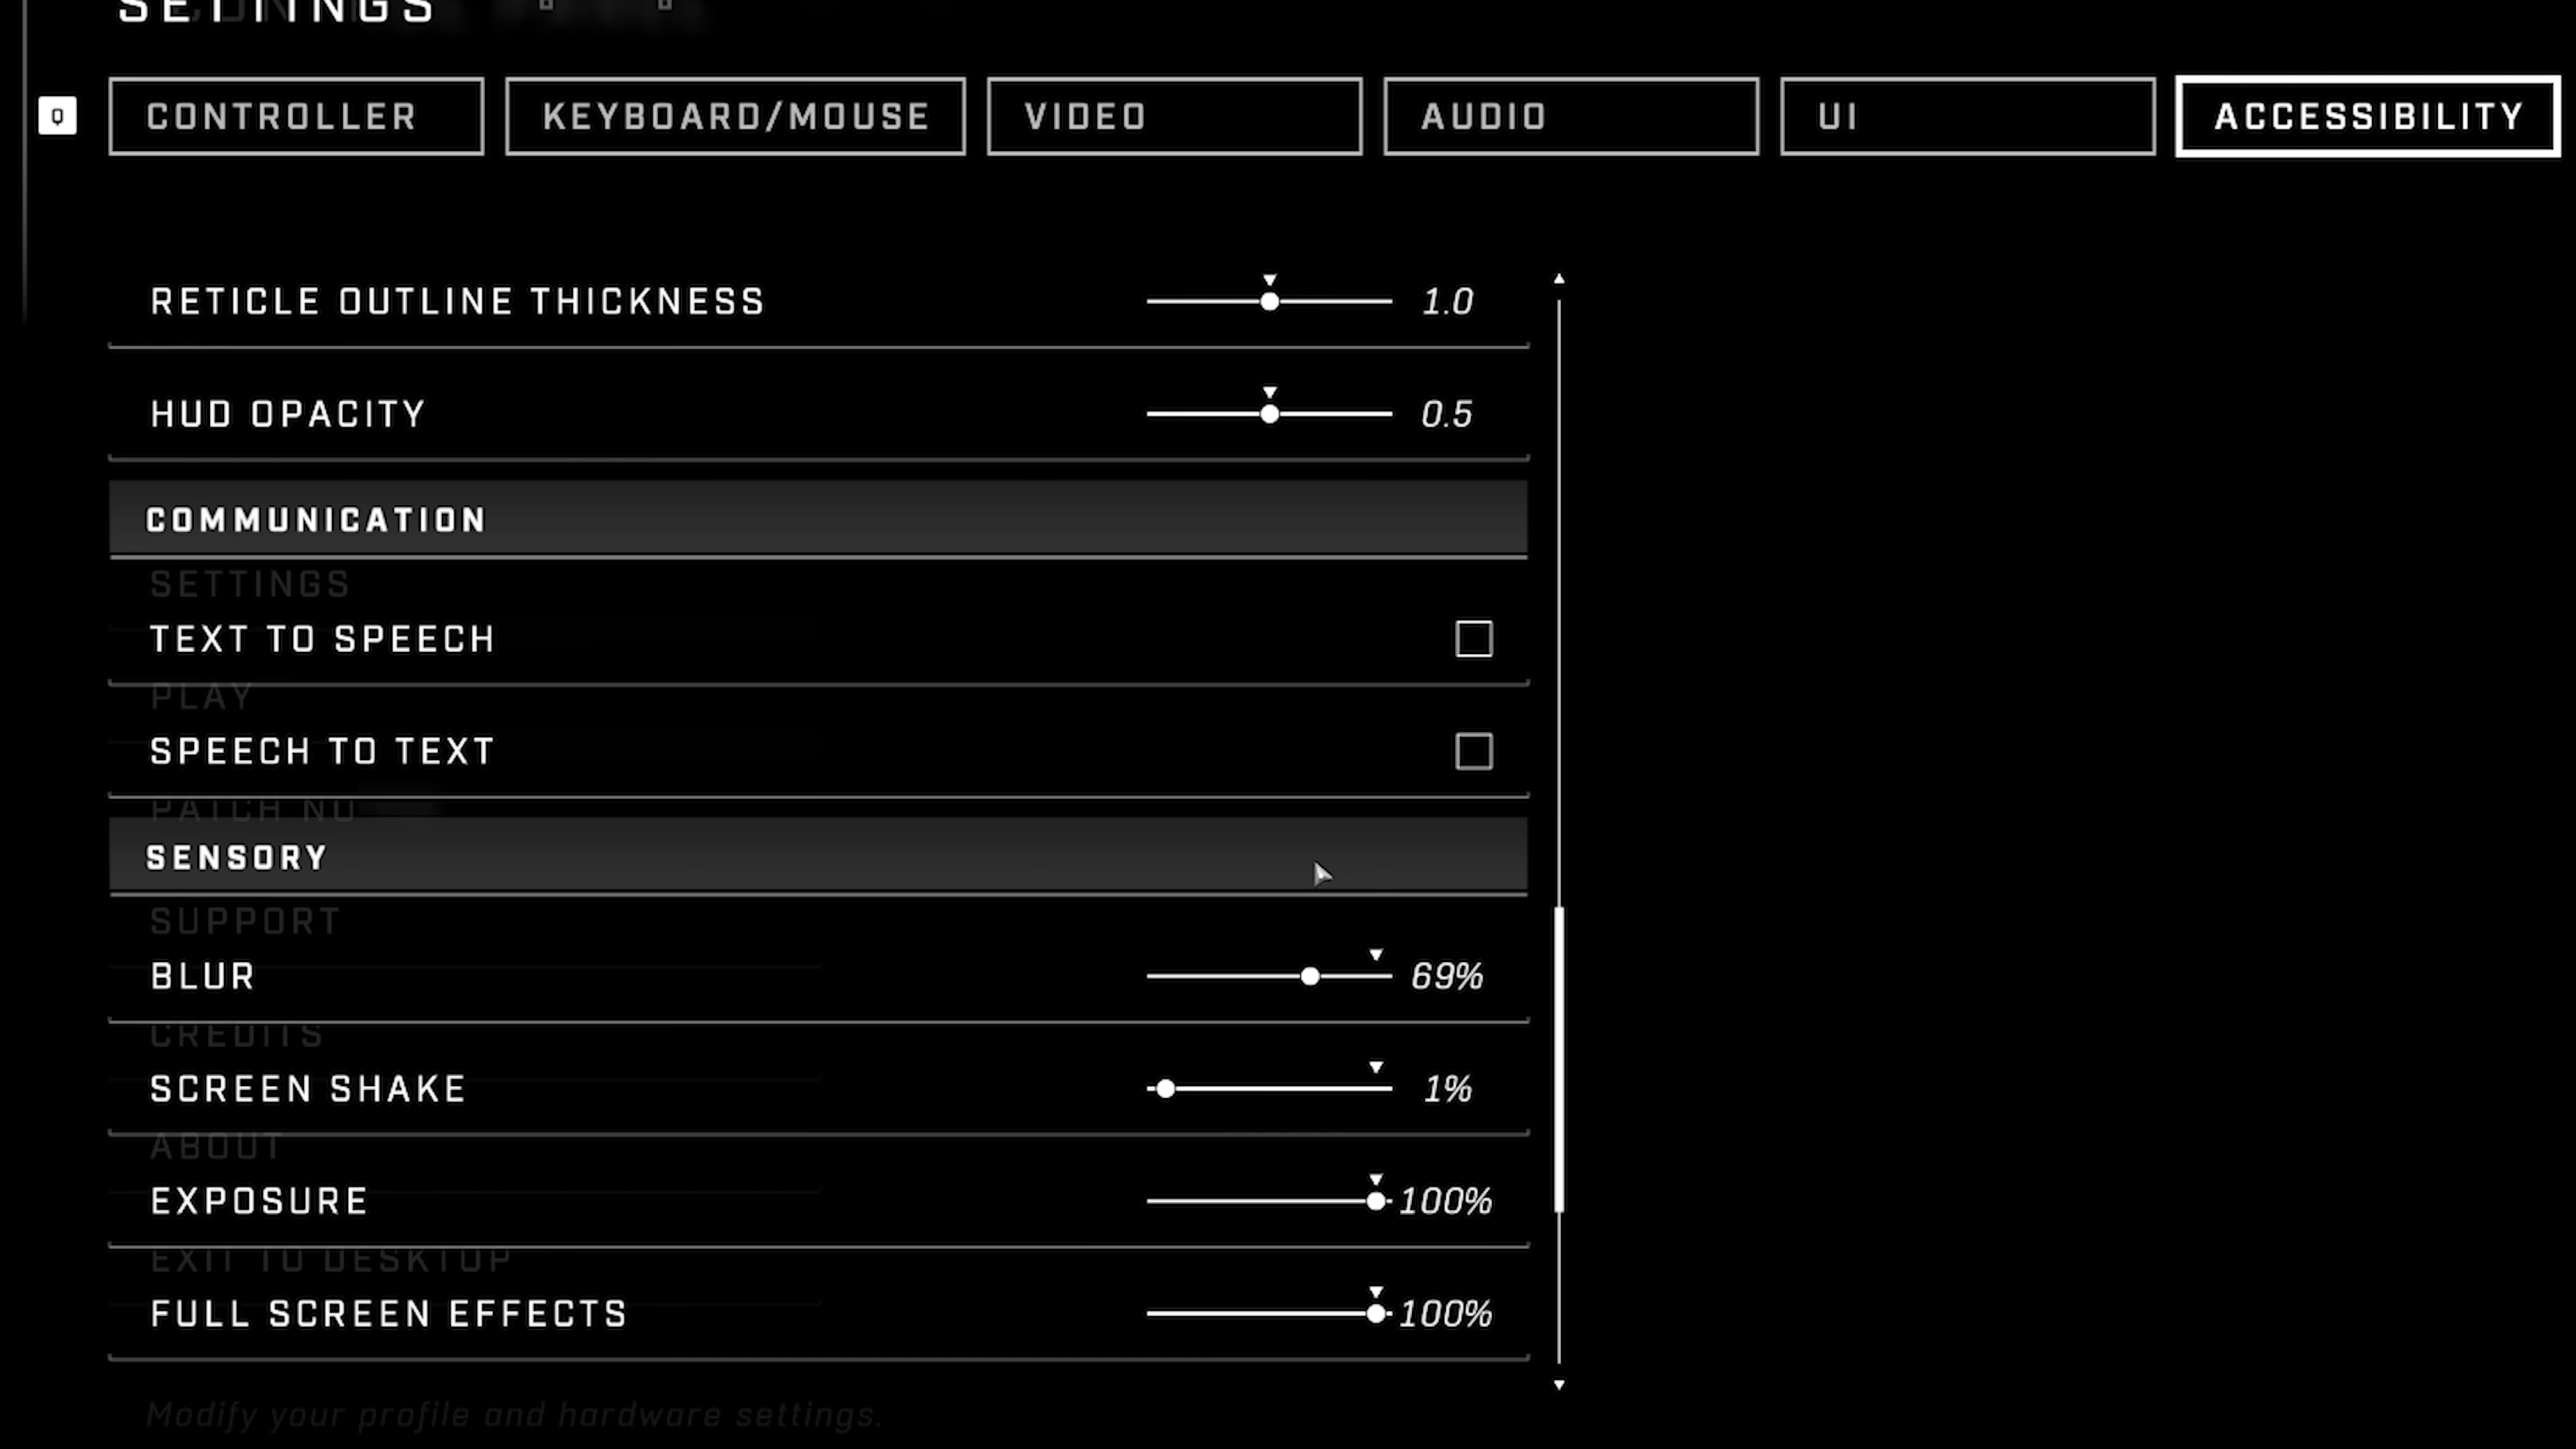 SETTINGS
Q
CONTROLLER
KEYBOARD/MOUSE
VIDEO
AUDIO
UI
ACCESSIBILITY
RETICLE OUTLINE THICKNESS 1.0
HUD OPACITY 0.5
COMMUNICATION
SETTINGS
TEXT TO SPEECH
PLAY
SPEECH TO TEXT
PATCH NO
SENSORY
SUPPORT
BLUR 69%
CREDITS
SCREEN SHAKE 1%
ABOUT
EXPOSURE 100%
EXIT TO DESKTOP
FULL SCREEN EFFECTS 100%
Modify your profile and hardware settings.